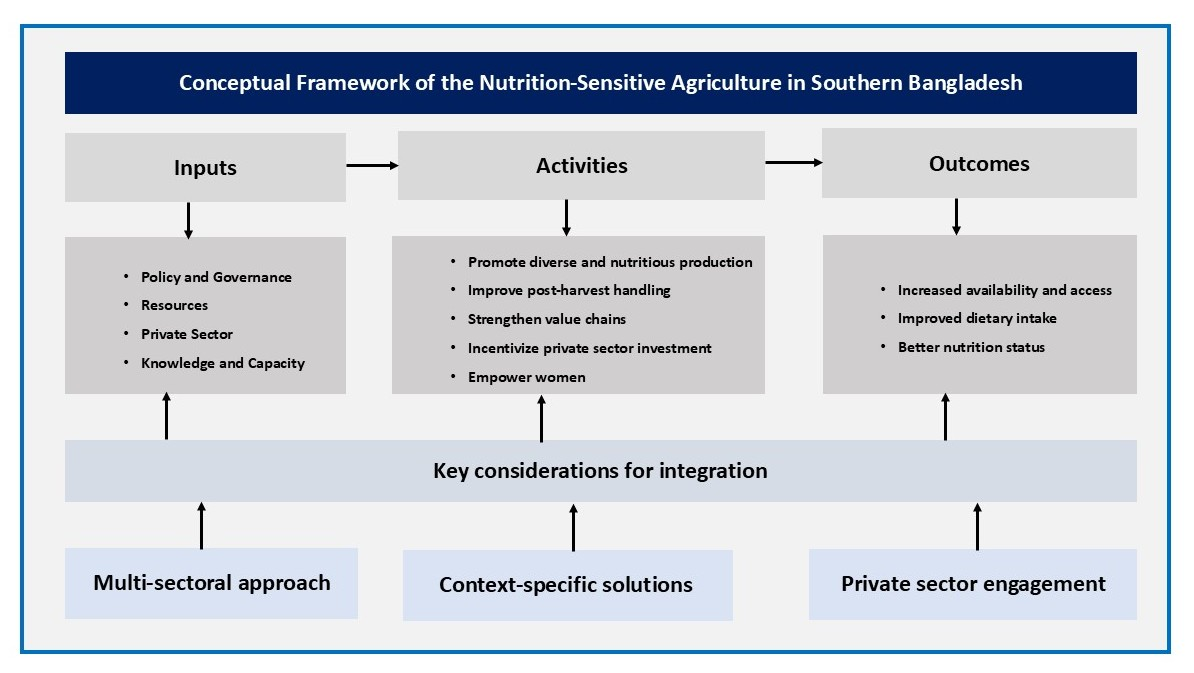 Conceptual Framework of the Nutrition-Sensitive Agriculture in Southern Bangladesh
Inputs
Activities
Outcomes
• Policy and Governance
• Resources
• Private Sector
• Knowledge and Capacity
• Promote diverse and nutritious production
• Improve post-harvest handling
• Strengthen value chains
• Incentivize private sector investment
• Empower women
• Increased availability and access
• Improved dietary intake
• Better nutrition status
Key considerations for integration
Multi-sectoral approach
Context-specific solutions
Private sector engagement